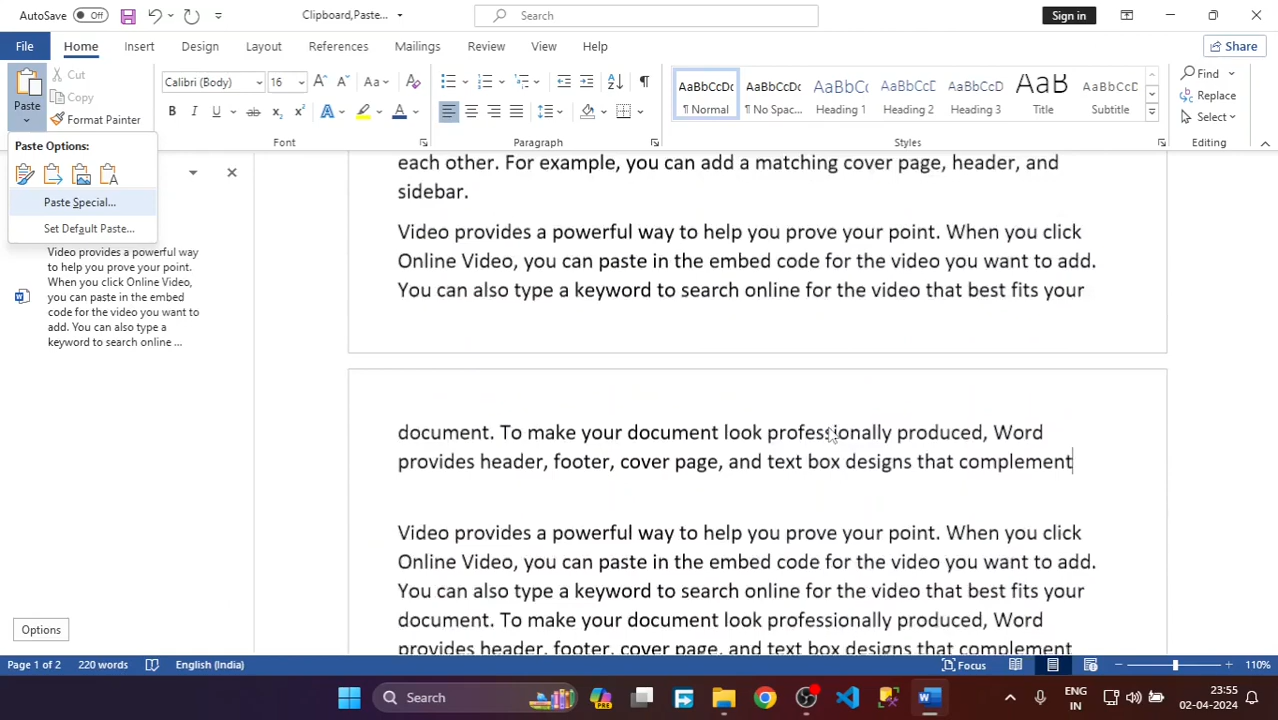 AutoSave Off Clipboard,Paste... Search Sign in
File Home Insert Design Layout References Mailings Review View Help Share
Paste Cut Calibri (Body) 16 Aa AaBbCcDc AaBbCcDc AaBbCc AaBbCcD AaBbCcD AaB AaBbCcD Find
Copy ¶ Normal ¶ No Spac... Heading 1 Heading 2 Heading 3 Title Subtitle Replace
Format Painter B I U ab x₂ x² A A Select
Font Paragraph Styles Editing
Paste Options:
Paste Special...
Set Default Paste...
Video provides a powerful way
to help you prove your point.
When you click Online Video,
you can paste in the embed
code for the video you want to
add. You can also type a
keyword to search online ...
Options
each other. For example, you can add a matching cover page, header, and
sidebar.
Video provides a powerful way to help you prove your point. When you click
Online Video, you can paste in the embed code for the video you want to add.
You can also type a keyword to search online for the video that best fits your
document. To make your document look professionally produced, Word
provides header, footer, cover page, and text box designs that complement
Video provides a powerful way to help you prove your point. When you click
Online Video, you can paste in the embed code for the video you want to add.
You can also type a keyword to search online for the video that best fits your
document. To make your document look professionally produced, Word
provides header, footer, cover page, and text box designs that complement
Page 1 of 2 220 words English (India) Focus 110%
Search PRE ENG IN 23:55 02-04-2024